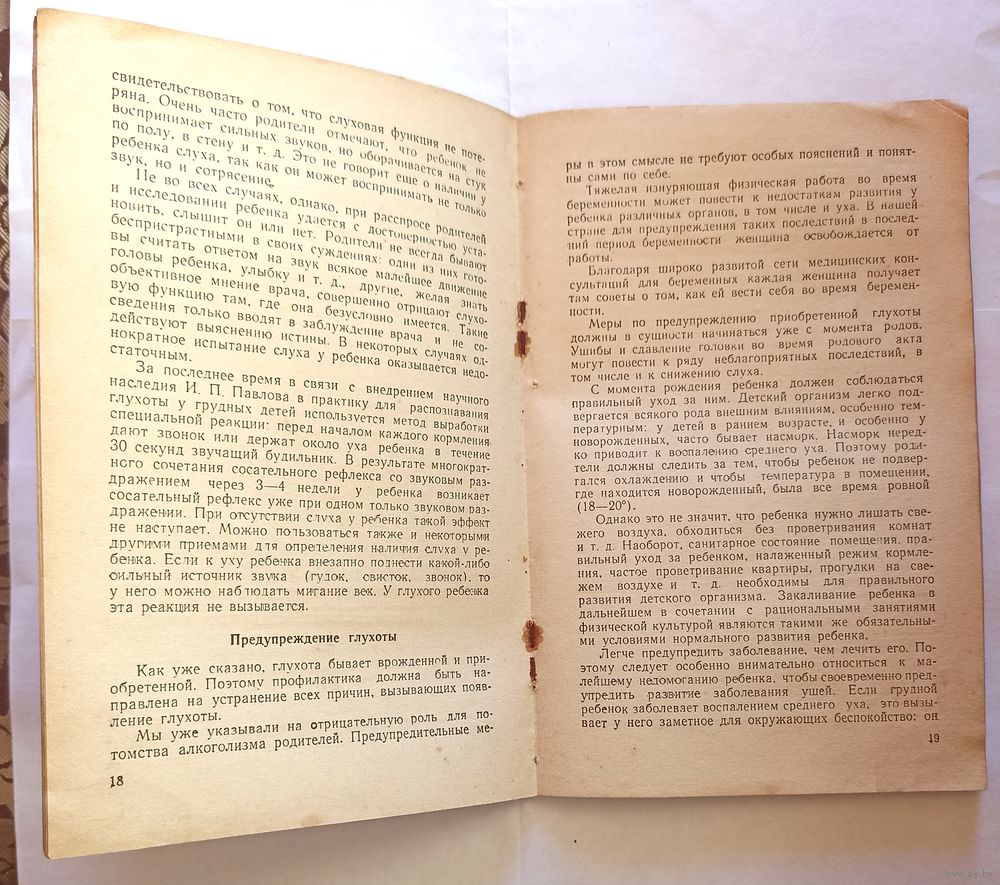 свидетельствовать о том, что слуховая функция не поте-
ряна. Очень часто родители отмечают, что ребенок не
воспринимает сильных звуков, но оборачивается на стук
по полу, в стену и т. д. Это не говорит еще о наличии у
ребенка слуха, так как он может воспринимать не только
звук, но и сотрясение.
Не во всех случаях, однако, при расспросе родителей
и исследовании ребенка удается с достоверностью уста-
новить, слышит он или нет. Родители не всегда бывают
беспристрастными в своих суждениях: одни из них гото-
вы считать ответом на звук всякое малейшее движение
головы ребенка, улыбку и т. д., другие, желая знать
объективное мнение врача, совершенно отрицают слухо-
вую функцию там, где она безусловно имеется. Такие
сведения только вводят в заблуждение врача и не со-
действуют выяснению истины. В некоторых случаях од-
нократное испытание слуха у ребенка оказывается недо-
статочным.
За последнее время в связи с внедрением научного
наследия И. П. Павлова в практику для распознавания
глухоты у грудных детей используется метод выработки
специальной реакции: перед началом каждого кормления
дают звонок или держат около уха ребенка в течение
30 секунд звучащий будильник. В результате многократ-
ного сочетания сосательного рефлекса со звуковым раз-
дражением через 3—4 недели у ребенка возникает
сосательный рефлекс уже при одном только звуковом раз-
дражении. При отсутствии слуха у ребенка такой эффект
не наступает. Можно пользоваться также и некоторыми
другими приемами для определения наличия слуха у ре-
бенка. Если к уху ребенка внезапно поднести какой-либо
сильный источник звука (гудок, свисток, звонок), то
у него можно наблюдать мигание век. У глухого ребенка
эта реакция не вызывается.
Предупреждение глухоты
Как уже сказано, глухота бывает врожденной и при-
обретенной. Поэтому профилактика должна быть на-
правлена на устранение всех причин, вызывающих появ-
ление глухоты.
Мы уже указывали на отрицательную роль для по-
томства алкоголизма родителей. Предупредительные ме-
18
ры в этом смысле не требуют особых пояснений и понят-
ны сами по себе.
Тяжелая изнуряющая физическая работа во время
беременности может повести к недостаткам развития у
ребенка различных органов, в том числе и уха. В нашей
стране для предупреждения таких последствий в послед-
ний период беременности женщина освобождается от
работы.
Благодаря широко развитой сети медицинских кон-
сультаций для беременных каждая женщина получает
там советы о том, как ей вести себя во время беремен-
ности.
Меры по предупреждению приобретенной глухоты
должны в сущности начинаться уже с момента родов.
Ушибы и сдавление головки во время родового акта
могут повести к ряду неблагоприятных последствий, в
том числе и к снижению слуха.
С момента рождения ребенка должен соблюдаться
правильный уход за ним. Детский организм легко под-
вергается всякого рода внешним влияниям, особенно тем-
пературным: у детей в раннем возрасте, и особенно у
новорожденных, часто бывает насморк. Насморк неред-
ко приводит к воспалению среднего уха. Поэтому роди-
тели должны следить за тем, чтобы ребенок не подвер-
гался охлаждению и чтобы температура в помещении,
где находится новорожденный, была все время ровной
(18—20°).
Однако это не значит, что ребенка нужно лишать све-
жего воздуха, обходиться без проветривания комнат
и т. д. Наоборот, санитарное состояние помещения, пра-
вильный уход за ребенком, налаженный режим кормле-
ния, частое проветривание квартиры, прогулки на све-
жем воздухе и т. д. необходимы для правильного
развития детского организма. Закаливание ребенка в
дальнейшем в сочетании с рациональными занятиями
физической культурой являются такими же обязательны-
ми условиями нормального развития ребенка.
Легче предупредить заболевание, чем лечить его. По-
этому следует особенно внимательно относиться к ма-
лейшему недомоганию ребенка, чтобы своевременно пред-
упредить развитие заболевания ушей. Если грудной
ребенок заболевает воспалением среднего уха, это вызы-
вает у него заметное для окружающих беспокойство: он
19
www.ay.by